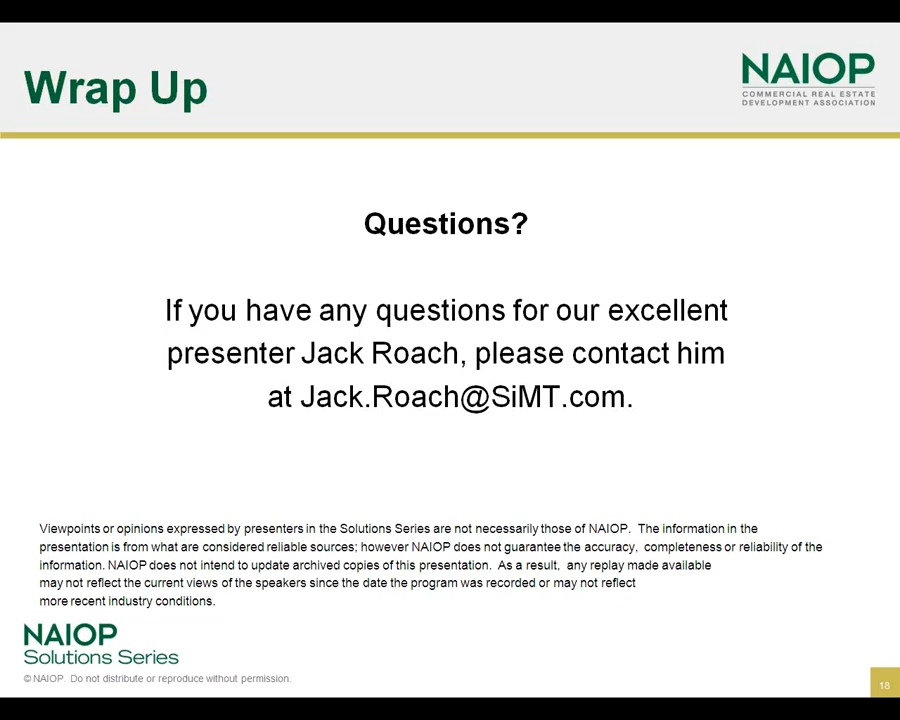 Wrap Up
NAIOP
COMMERCIAL REAL ESTATE
DEVELOPMENT ASSOCIATION
Questions?
If you have any questions for our excellent
presenter Jack Roach, please contact him
at Jack.Roach@SiMT.com.
Viewpoints or opinions expressed by presenters in the Solutions Series are not necessarily those of NAIOP. The information in the
presentation is from what are considered reliable sources; however NAIOP does not guarantee the accuracy, completeness or reliability of the
information. NAIOP does not intend to update archived copies of this presentation. As a result, any replay made available
may not reflect the current views of the speakers since the date the program was recorded or may not reflect
more recent industry conditions.
NAIOP
Solutions Series
© NAIOP. Do not distribute or reproduce without permission.
18